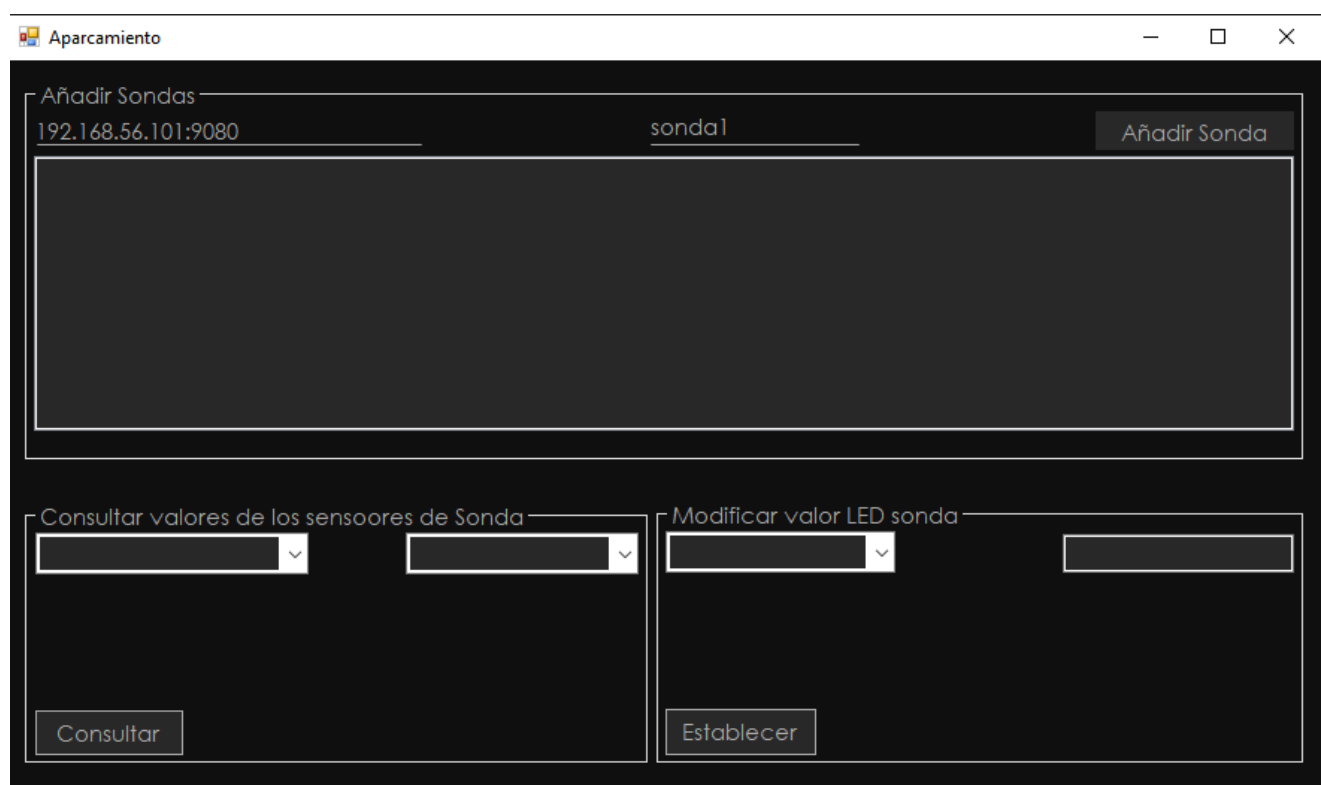 Aparcamiento
Añadir Sondas
192.168.56.101:9080 sonda1 Añadir Sonda
Consultar valores de los sensoores de Sonda
Modificar valor LED sonda
Consultar
Establecer